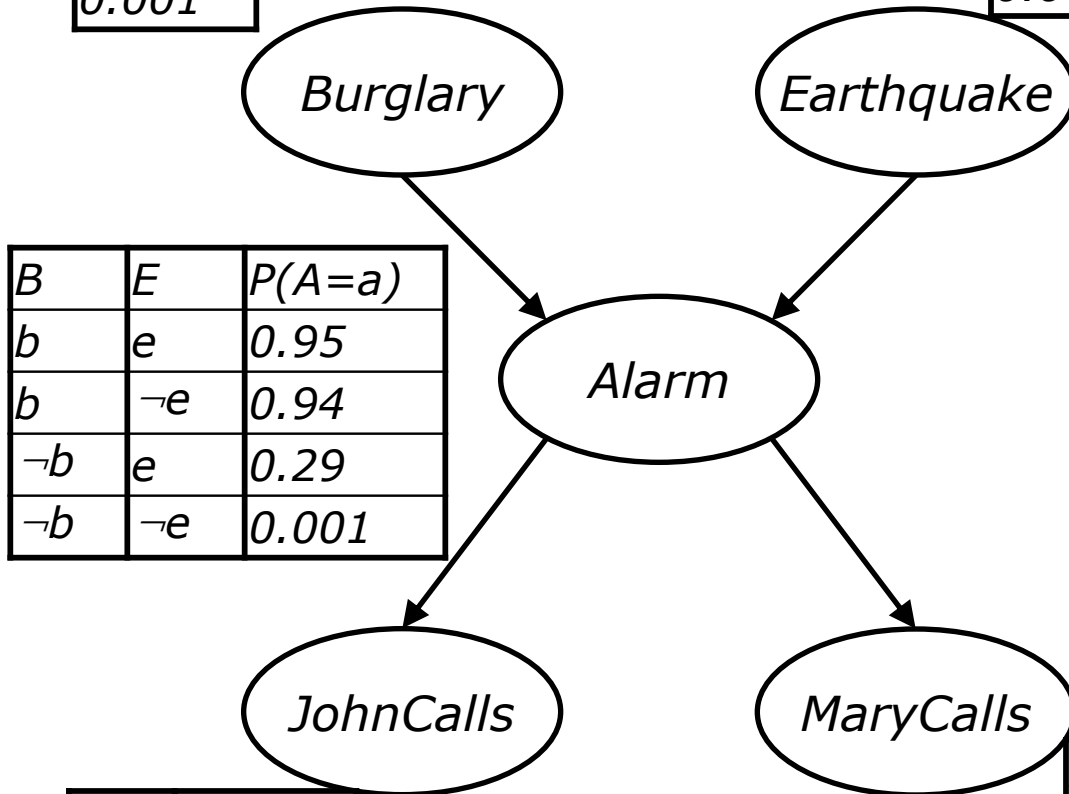 0.001
Burglary
Earthquake
B E P(A=a)
b e 0.95
b ¬e 0.94
¬b e 0.29
¬b ¬e 0.001
Alarm
JohnCalls
MaryCalls